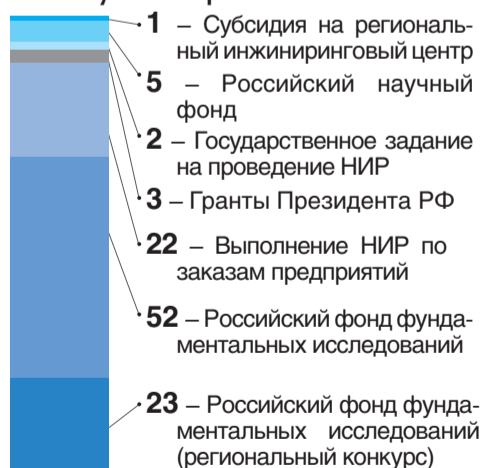 1 – Субсидия на региональ-
ный инжиниринговый центр
5 – Российский научный
фонд
2 – Государственное задание
на проведение НИР
3 – Гранты Президента РФ
22 – Выполнение НИР по
заказам предприятий
52 – Российский фонд фунда-
ментальных исследований
23 – Российский фонд фунда-
ментальных исследований
(региональный конкурс)